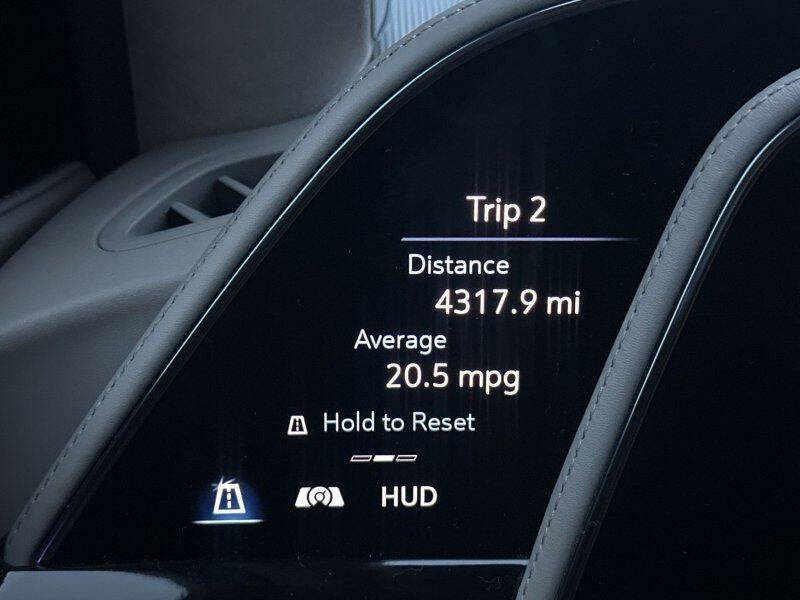 Trip 2
Distance
4317.9 mi
Average
20.5 mpg
Hold to Reset
HUD